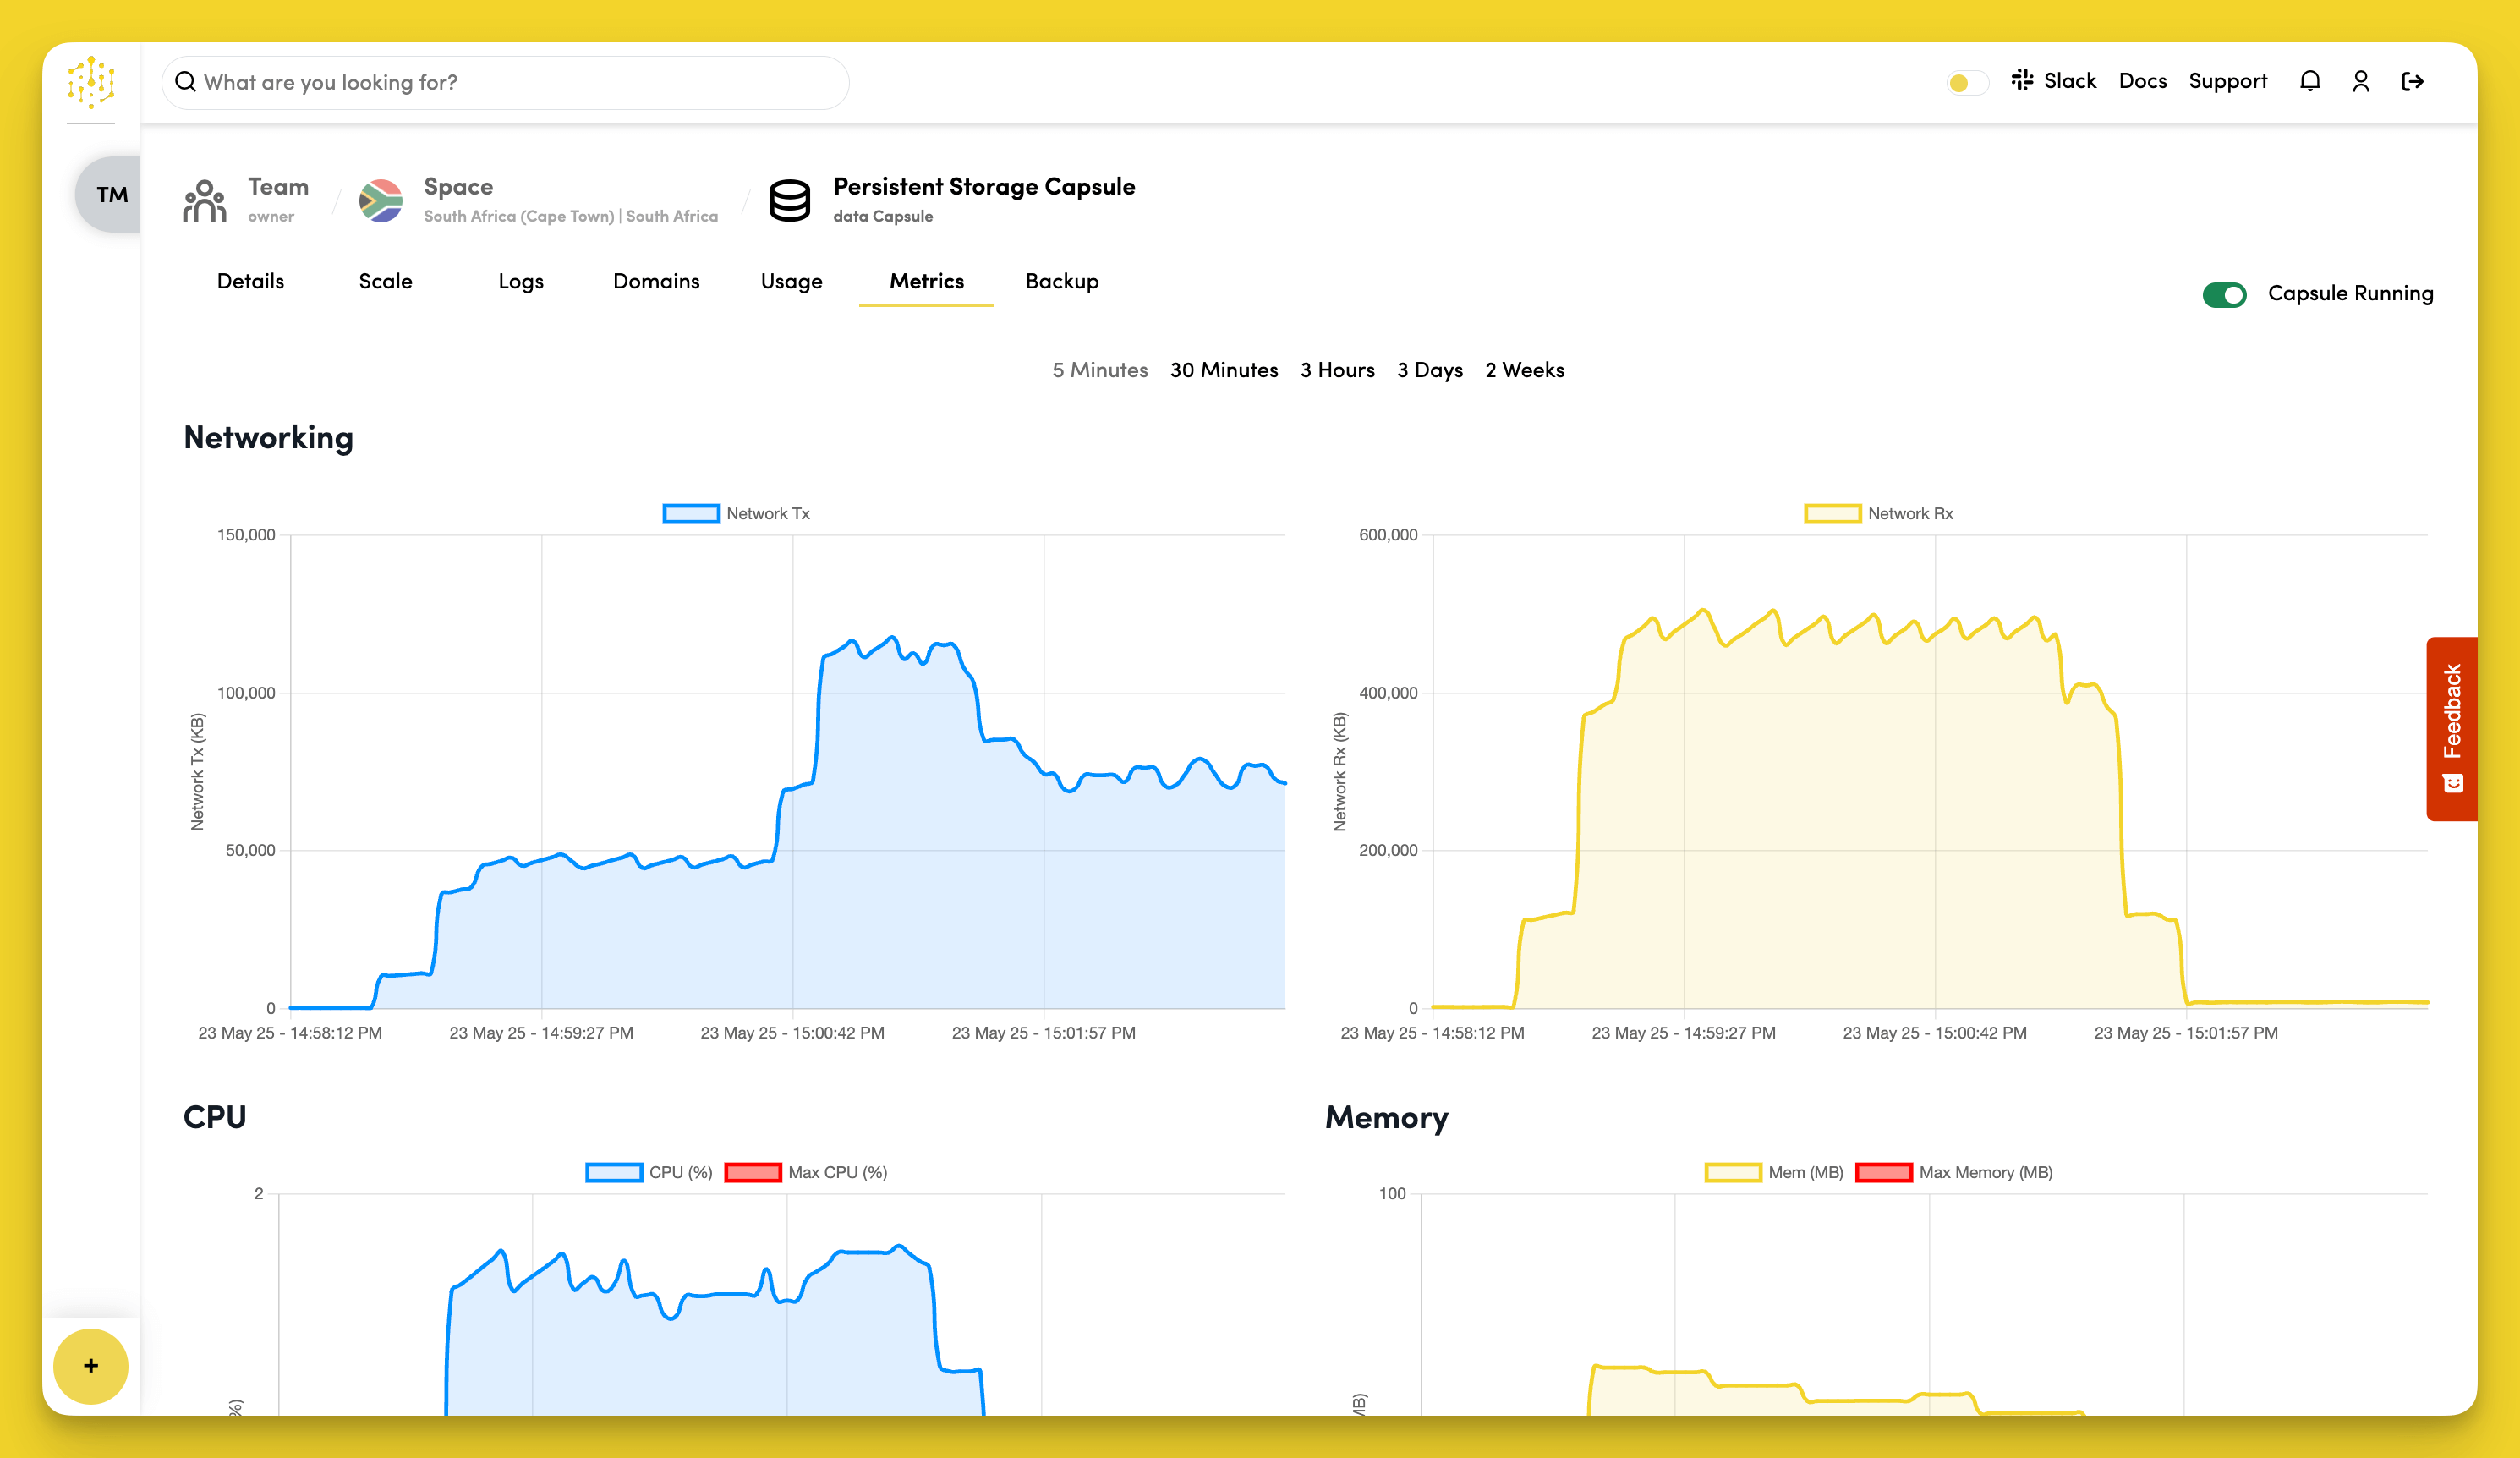 What are you looking for?
Slack Docs Support
TM
Team
owner
Space
South Africa (Cape Town) | South Africa
Persistent Storage Capsule
data Capsule
Details Scale Logs Domains Usage Metrics Backup
Capsule Running
5 Minutes 30 Minutes 3 Hours 3 Days 2 Weeks
Networking
Network Tx
150,000
100,000
50,000
0
Network Tx (KB)
23 May 25 - 14:58:12 PM 23 May 25 - 14:59:27 PM 23 May 25 - 15:00:42 PM 23 May 25 - 15:01:57 PM
Network Rx
600,000
400,000
200,000
0
Network Rx (KB)
23 May 25 - 14:58:12 PM 23 May 25 - 14:59:27 PM 23 May 25 - 15:00:42 PM 23 May 25 - 15:01:57 PM
Feedback
CPU
CPU (%) Max CPU (%)
2
%)
Memory
Mem (MB) Max Memory (MB)
100
MB)
+